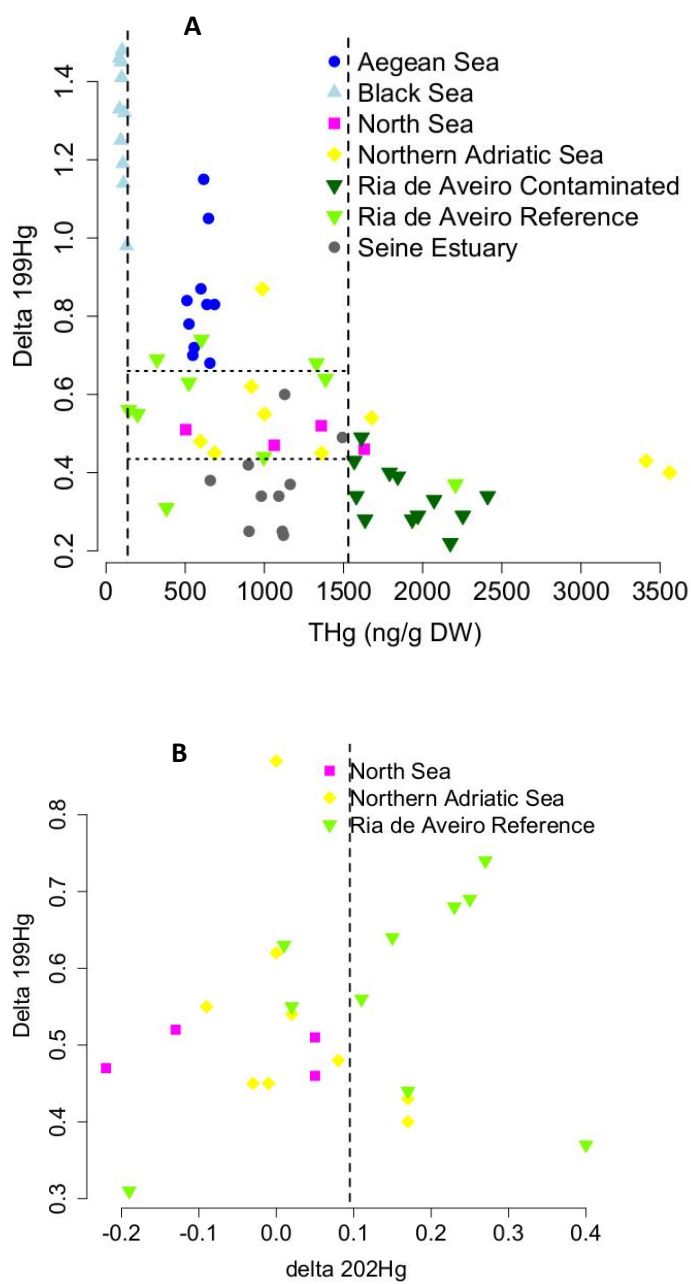 A
Aegean Sea
Black Sea
North Sea
Northern Adriatic Sea
Ria de Aveiro Contaminated
Ria de Aveiro Reference
Seine Estuary
Delta 199Hg
1.4
1.2
1.0
0.8
0.6
0.4
0.2
0 500 1000 1500 2000 2500 3000 3500
THg (ng/g DW)
B
North Sea
Northern Adriatic Sea
Ria de Aveiro Reference
Delta 199Hg
0.8
0.7
0.6
0.5
0.4
0.3
-0.2 -0.1 0.0 0.1 0.2 0.3 0.4
delta 202Hg